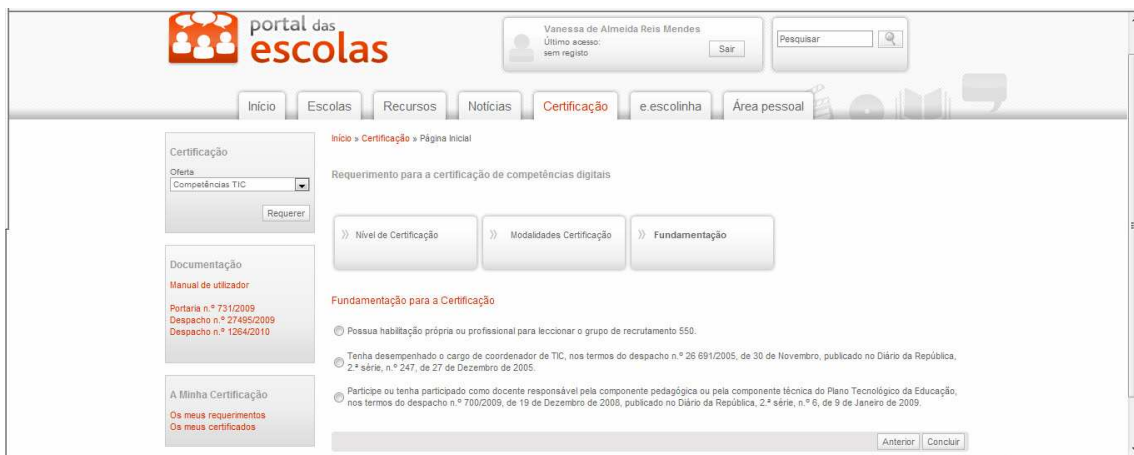 portal das
escolas
Vanessa de Almeida Reis Mendes
Último acesso:
sem registo
Sair
Pesquisar
Início
Escolas
Recursos
Notícias
Certificação
e.escolinha
Área pessoal
Certificação
Oferta
Competências TIC
Requerer
Documentação
Manual de utilizador
Portaria n.º 731/2009
Despacho n.º 27495/2009
Despacho n.º 1264/2010
A Minha Certificação
Os meus requerimentos
Os meus certificados
Início » Certificação » Página Inicial
Requerimento para a certificação de competências digitais
» Nível de Certificação
» Modalidades Certificação
» Fundamentação
Fundamentação para a Certificação
Possua habilitação própria ou profissional para leccionar o grupo de recrutamento 550.
Tenha desempenhado o cargo de coordenador de TIC, nos termos do despacho n.º 26 691/2005, de 30 de Novembro, publicado no Diário da República,
2.ª série, n.º 247, de 27 de Dezembro de 2005.
Participe ou tenha participado como docente responsável pela componente pedagógica ou pela componente técnica do Plano Tecnológico da Educação,
nos termos do despacho n.º 700/2009, de 19 de Dezembro de 2008, publicado no Diário da República, 2.ª série, n.º 6, de 9 de Janeiro de 2009.
Anterior
Concluir